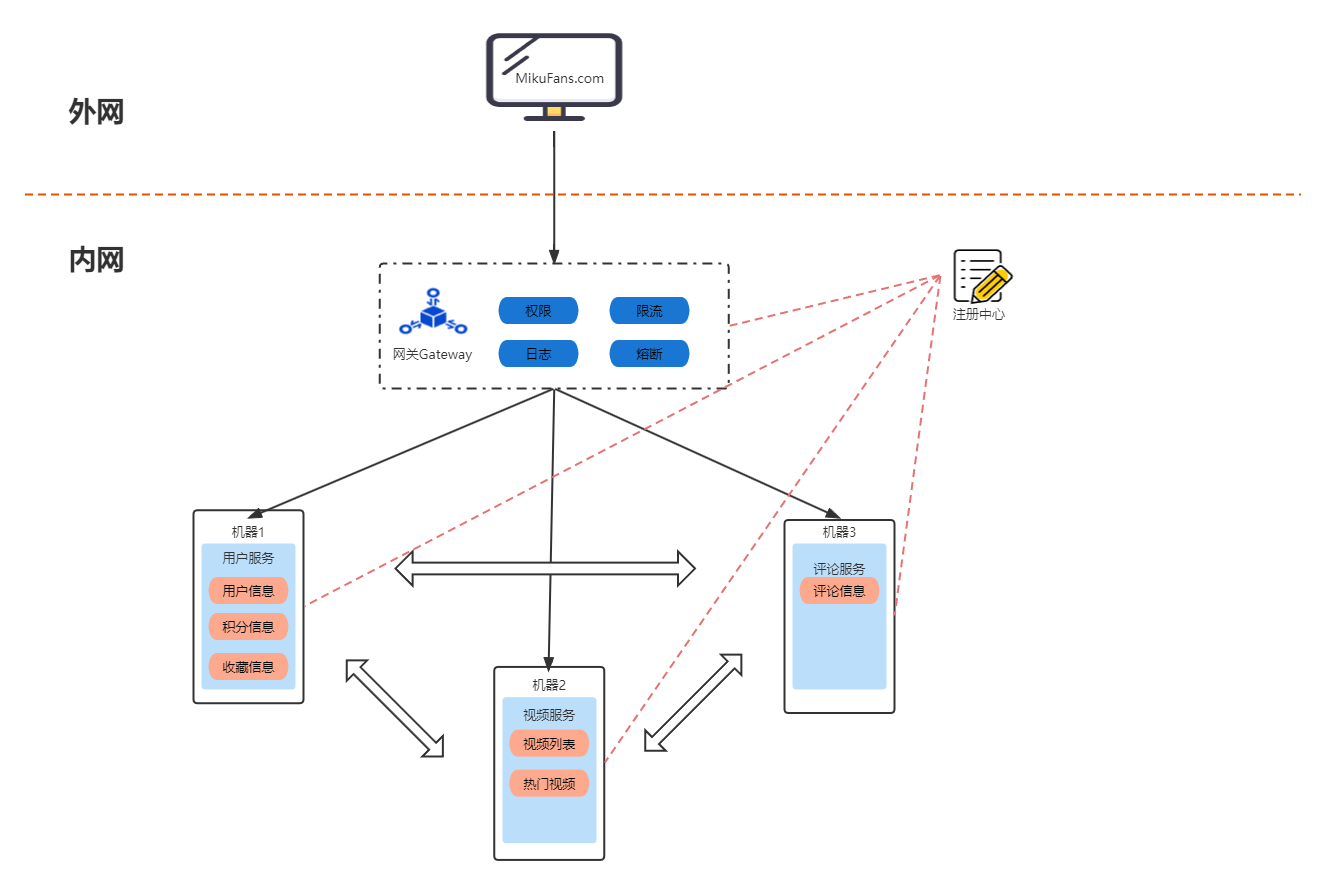 MikuFans.com
外网
内网
权限
限流
网关Gateway
日志
熔断
注册中心
机器1
用户服务
用户信息
积分信息
收藏信息
机器2
视频服务
视频列表
热门视频
机器3
评论服务
评论信息